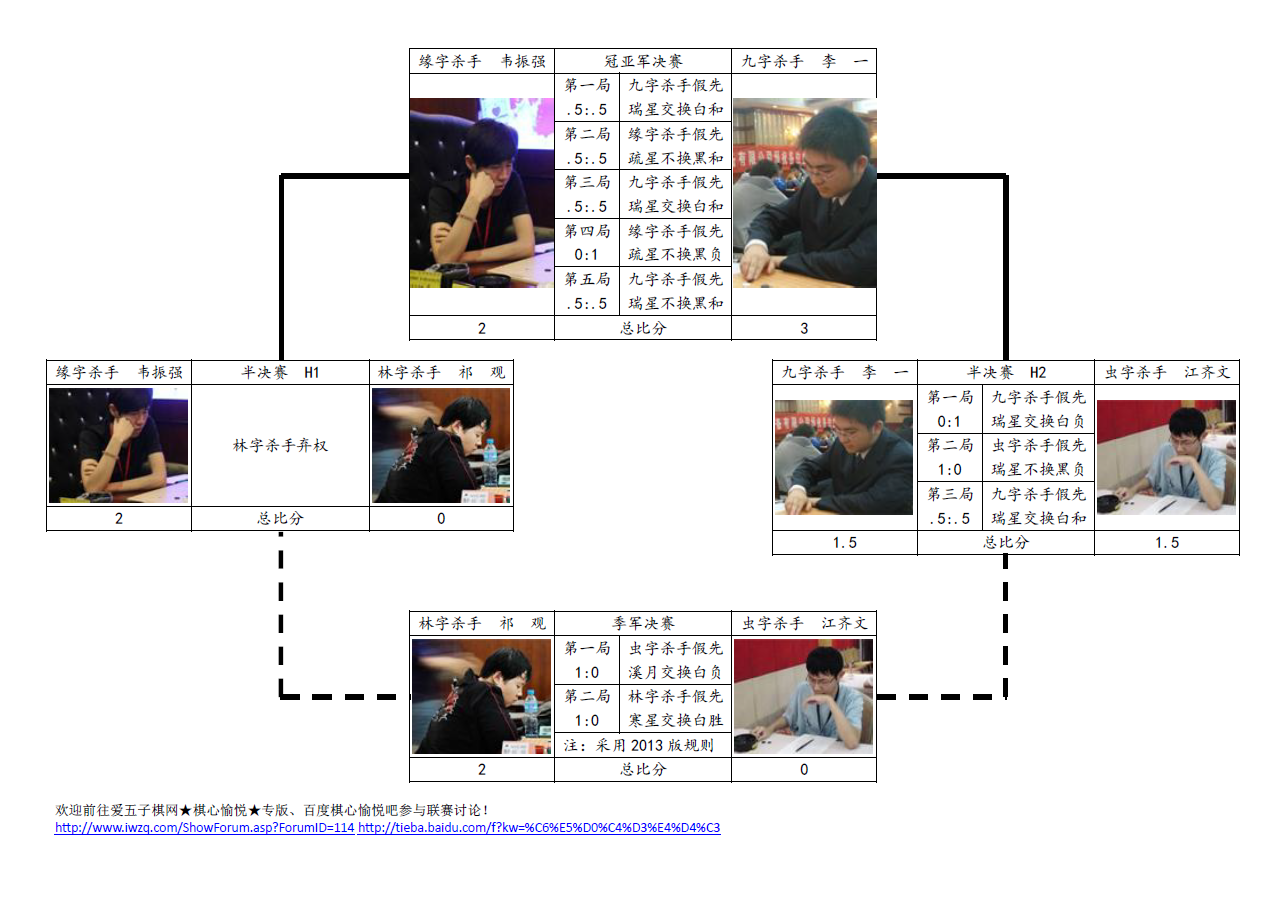 缘字杀手 韦振强 冠亚军决赛 九字杀手 李 一
第一局 九字杀手假先
.5:.5 瑞星交换白和
第二局 缘字杀手假先
.5:.5 疏星不换黑和
第三局 九字杀手假先
.5:.5 瑞星交换白和
第四局 缘字杀手假先
0:1 疏星不换黑负
第五局 九字杀手假先
.5:.5 瑞星不换黑和
2 总比分 3
缘字杀手 韦振强 半决赛 H1 林字杀手 祁 观
林字杀手弃权
2 总比分 0
九字杀手 李 一 半决赛 H2 虫字杀手 江齐文
第一局 九字杀手假先
0:1 瑞星交换白负
第二局 虫字杀手假先
1:0 瑞星不换黑负
第三局 九字杀手假先
.5:.5 瑞星交换白和
1.5 总比分 1.5
林字杀手 祁 观 季军决赛 虫字杀手 江齐文
第一局 虫字杀手假先
1:0 溪月交换白负
第二局 林字杀手假先
1:0 寒星交换白胜
注：采用 2013 版规则
2 总比分 0
欢迎前往爱五子棋网★棋心愉悦★专版、百度棋心愉悦吧参与联赛讨论！
http://www.iwzq.com/ShowForum.asp?ForumID=114 http://tieba.baidu.com/f?kw=%C6%E5%D0%C4%D3%E4%D4%C3